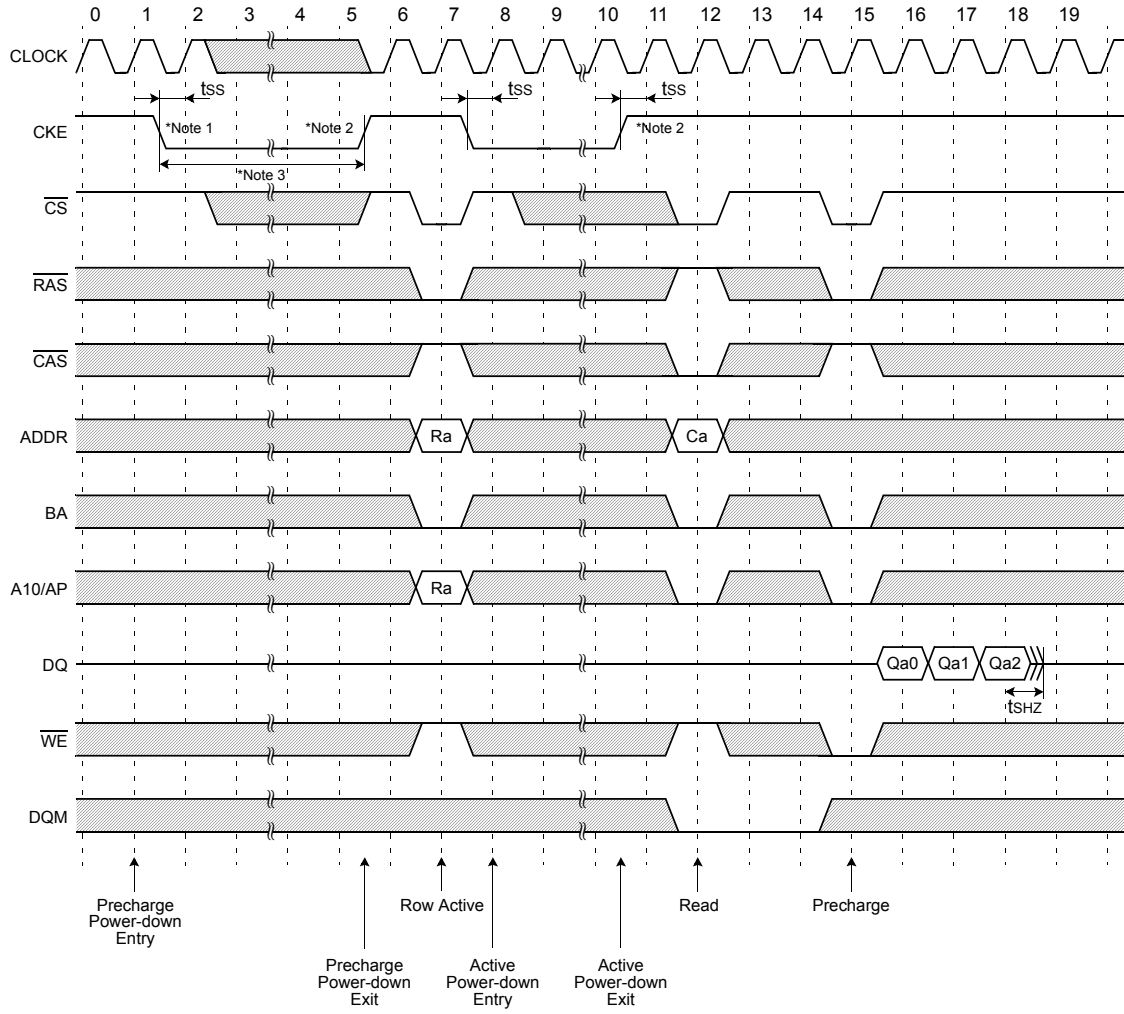 0 1 2 3 4 5 6 7 8 9 10 11 12 13 14 15 16 17 18 19
CLOCK
tSS tSS tSS
CKE *Note 1 *Note 2 *Note 2
*Note 3
CS
RAS
CAS
ADDR Ra Ca
BA
A10/AP Ra
DQ Qa0 Qa1 Qa2
tSHZ
WE
DQM
Precharge
Power-down
Entry
Row Active
Read
Precharge
Precharge
Power-down
Exit
Active
Power-down
Entry
Active
Power-down
Exit